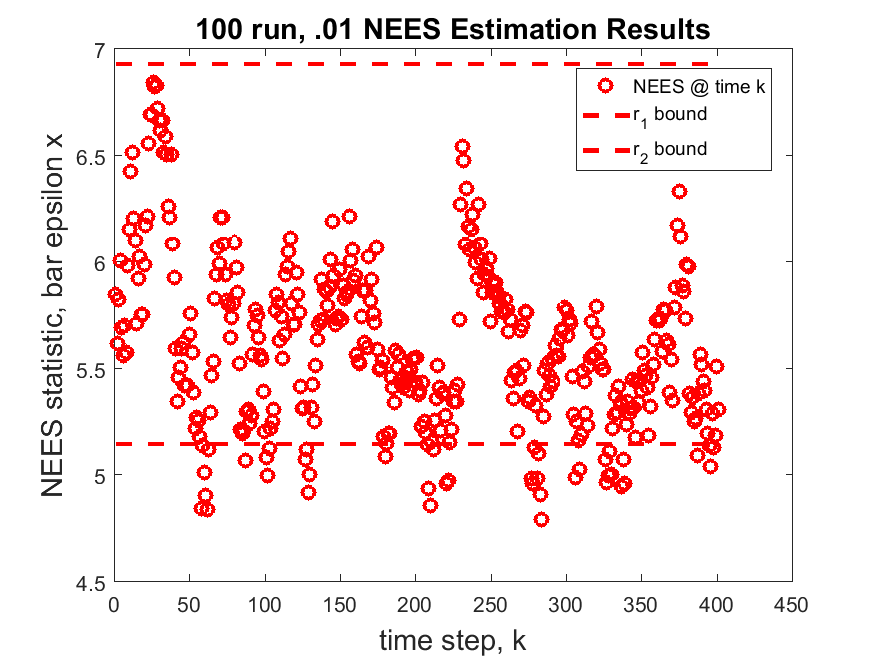 100 run, .01 NEES Estimation Results
NEES statistic, bar epsilon x
7
6.5
6
5.5
5
4.5
NEES @ time k
r1 bound
r2 bound
0 50 100 150 200 250 300 350 400 450
time step, k